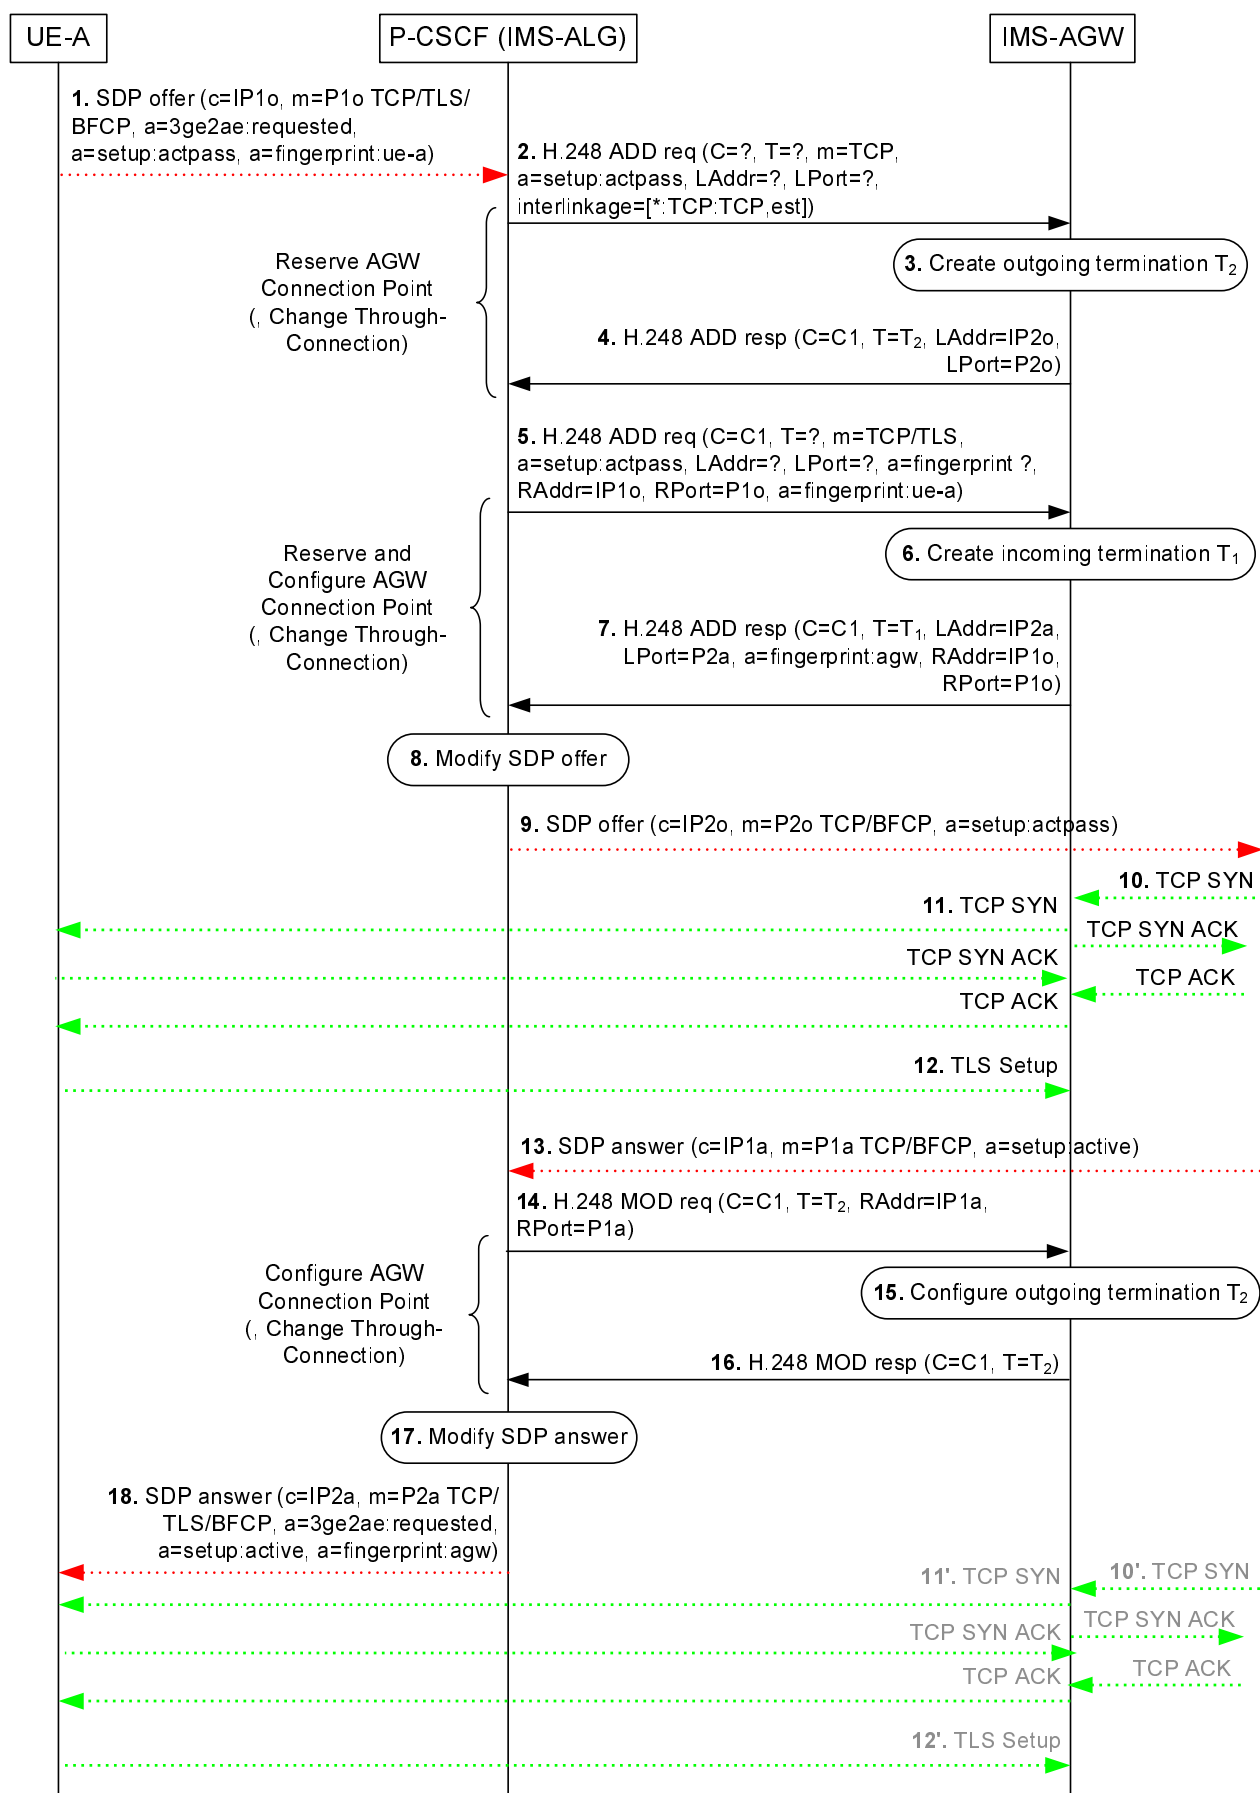 UE-A
P-CSCF (IMS-ALG)
IMS-AGW
1. SDP offer (c=IP1o, m=P1o TCP/TLS/
BFCP, a=3ge2ae:requested,
a=setup:actpass, a=fingerprint:ue-a)
2. H.248 ADD req (C=?, T=?, m=TCP,
a=setup:actpass, LAddr=?, LPort=?,
interlinkage=[*:TCP:TCP,est])
Reserve AGW
Connection Point
(, Change Through-
Connection)
3. Create outgoing termination T2
4. H.248 ADD resp (C=C1, T=T2, LAddr=IP2o,
LPort=P2o)
5. H.248 ADD req (C=C1, T=?, m=TCP/TLS,
a=setup:actpass, LAddr=?, LPort=?, a=fingerprint ?,
RAddr=IP1o, RPort=P1o, a=fingerprint:ue-a)
Reserve and
Configure AGW
Connection Point
(, Change Through-
Connection)
6. Create incoming termination T1
7. H.248 ADD resp (C=C1, T=T1, LAddr=IP2a,
LPort=P2a, a=fingerprint:agw, RAddr=IP1o,
RPort=P1o)
8. Modify SDP offer
9. SDP offer (c=IP2o, m=P2o TCP/BFCP, a=setup:actpass)
10. TCP SYN
11. TCP SYN
TCP SYN ACK
TCP SYN ACK
TCP ACK
TCP ACK
12. TLS Setup
13. SDP answer (c=IP1a, m=P1a TCP/BFCP, a=setup:active)
14. H.248 MOD req (C=C1, T=T2, RAddr=IP1a,
RPort=P1a)
Configure AGW
Connection Point
(, Change Through-
Connection)
15. Configure outgoing termination T2
16. H.248 MOD resp (C=C1, T=T2)
17. Modify SDP answer
18. SDP answer (c=IP2a, m=P2a TCP/
TLS/BFCP, a=3ge2ae:requested,
a=setup:active, a=fingerprint:agw)
10'. TCP SYN
11'. TCP SYN
TCP SYN ACK
TCP SYN ACK
TCP ACK
TCP ACK
12'. TLS Setup